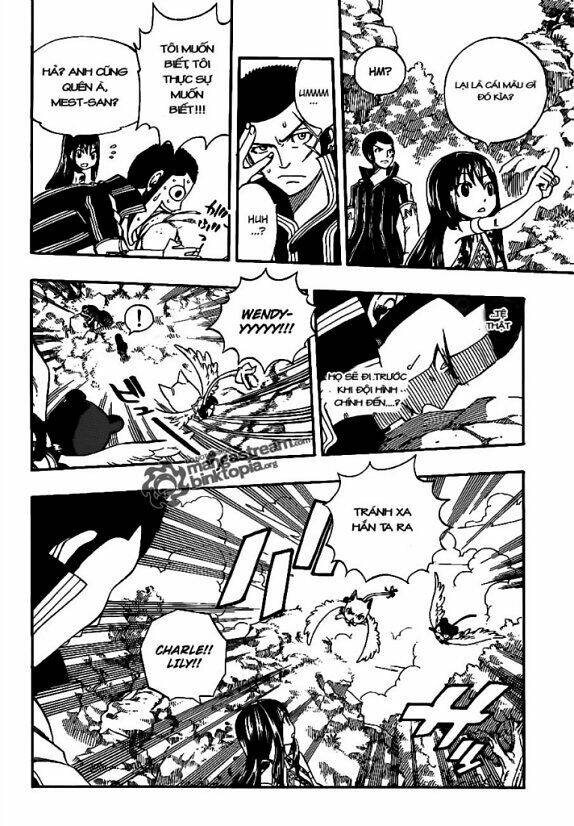 LẠI LÀ CÁI MÀU GÌ
ĐÓ KÌA?
HM?
UMMM
...?
HUH
...?
TÔI MUỐN
BIẾT, TÔI
THỰC SỰ
MUỐN
BIẾT!!!
HẢ? ANH CŨNG
QUÊN À,
MEST-SAN?
...TỆ
THẬT
HỌ SẼ ĐI TRƯỚC
KHI ĐỘI HÌNH
CHÍNH ĐẾN....?
WENDY-
YYYYY!!!
!
mangastream.com
binktopia.org
TRÁNH XA
HẮN TA RA
CHARLE!!
LILY!!